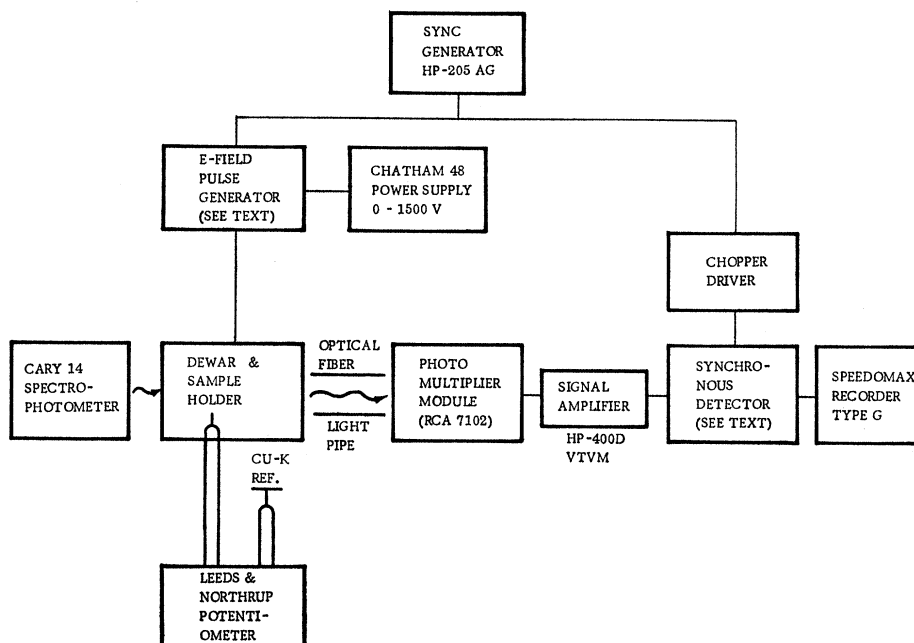 SYNC
GENERATOR
HP-205 AG
E-FIELD
PULSE
GENERATOR
(SEE TEXT)
CHATHAM 48
POWER SUPPLY
0 - 1500 V
CHOPPER
DRIVER
CARY 14
SPECTRO-
PHOTOMETER
DEWAR &
SAMPLE
HOLDER
OPTICAL
FIBER
LIGHT
PIPE
PHOTO
MULTIPLIER
MODULE
(RCA 7102)
SIGNAL
AMPLIFIER
HP-400D
VTVM
SYNCHRO-
NOUS
DETECTOR
(SEE TEXT)
SPEEDOMAX
RECORDER
TYPE G
CU-K
REF.
LEEDS &
NORTHRUP
POTENTI-
OMETER